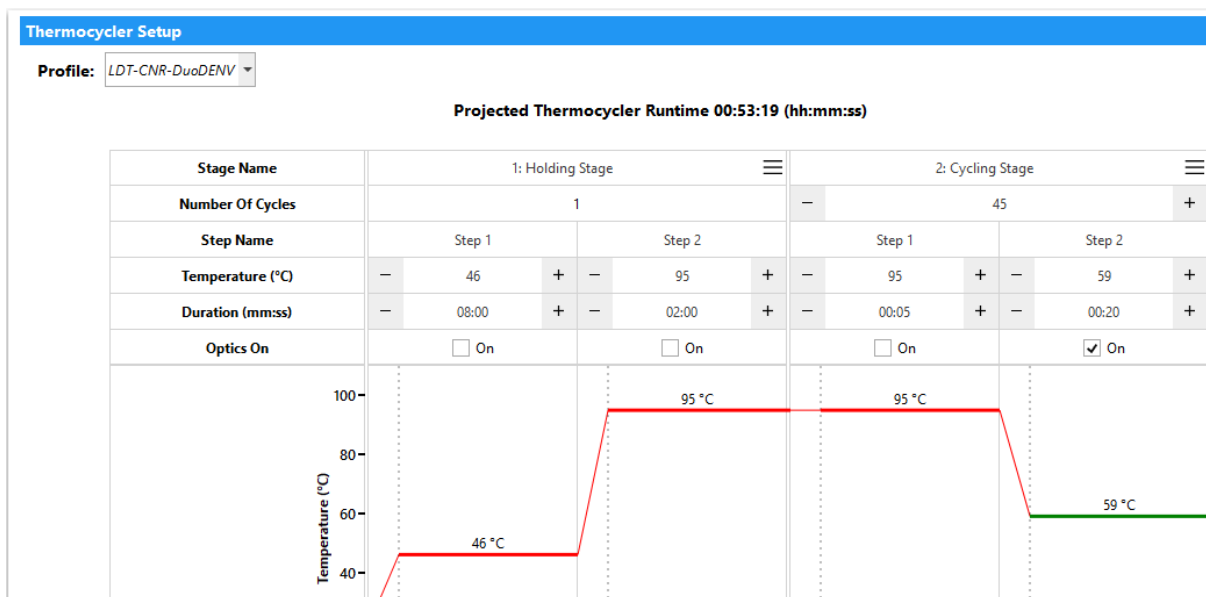 Thermocycler Setup
Profile: LDT-CNR-DuoDENV
Projected Thermocycler Runtime 00:53:19 (hh:mm:ss)
Stage Name 1: Holding Stage 2: Cycling Stage
Number Of Cycles 1 − 45 +
Step Name Step 1 Step 2 Step 1 Step 2
Temperature (°C) − 46 + − 95 + − 95 + − 59 +
Duration (mm:ss) − 08:00 + − 02:00 + − 00:05 + − 00:20 +
Optics On On On On On
100
95 °C 95 °C
80
Temperature (°C)
60
59 °C
46 °C
40